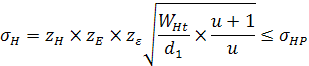 σ_H = z_H × z_E × z_ε √(W_Ht / d_1 × (u + 1) / u) ≤ σ_HP